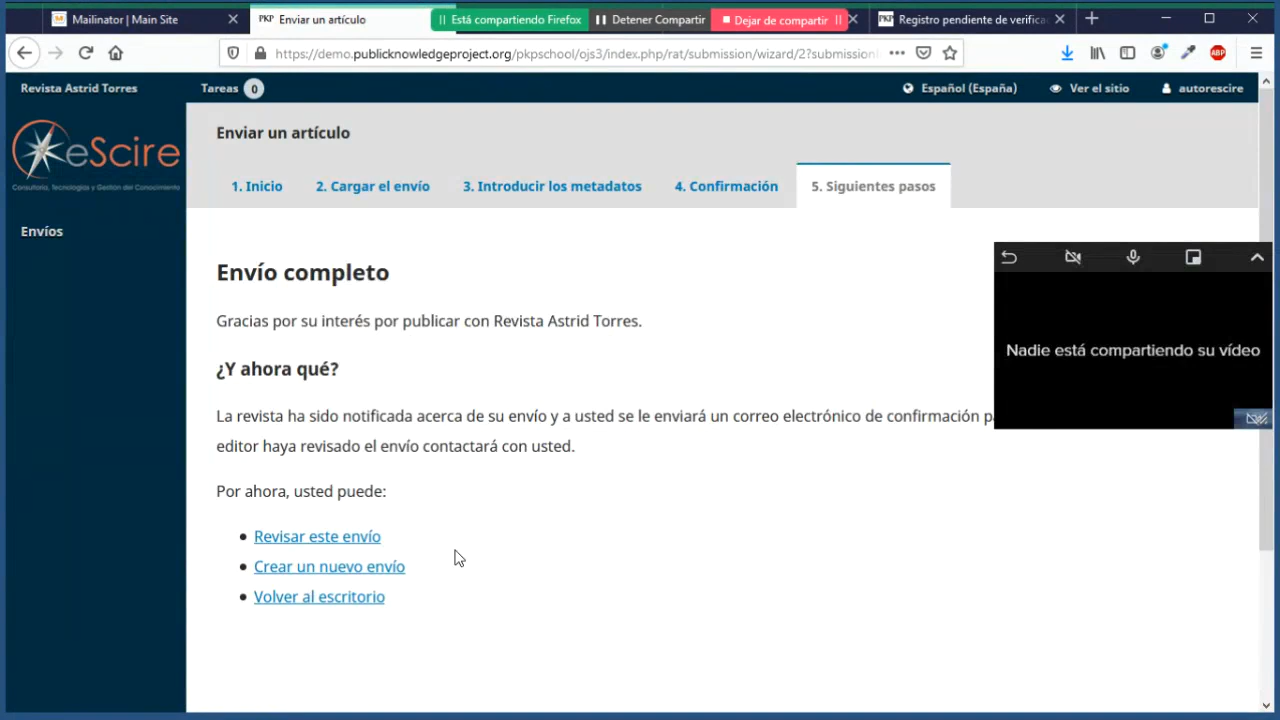 Mailinator | Main Site
PKP Enviar un artículo
Está compartiendo Firefox
Detener Compartir
Dejar de compartir
PKP Registro pendiente de verifica
https://demo.publicknowledgeproject.org/pkpschool/ojs3/index.php/rat/submission/wizard/2?submission
ABP
Revista Astrid Torres
Tareas 0
Español (España)
Ver el sitio
autorescire
eScire
Consultoría, Tecnologías y Gestión del Conocimiento
Envíos
Enviar un artículo
1. Inicio
2. Cargar el envío
3. Introducir los metadatos
4. Confirmación
5. Siguientes pasos
Envío completo
Gracias por su interés por publicar con Revista Astrid Torres.
¿Y ahora qué?
La revista ha sido notificada acerca de su envío y a usted se le enviará un correo electrónico de confirmación p
editor haya revisado el envío contactará con usted.
Por ahora, usted puede:
Revisar este envío
Crear un nuevo envío
Volver al escritorio
Nadie está compartiendo su vídeo